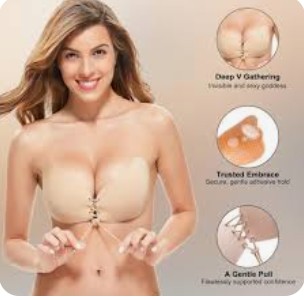 Deep V Gathering
Invisible and sexy goddess
Trusted Embrace
Secure, gentle adhesive hold
A Gentle Pull
Flawlessly supported confidence